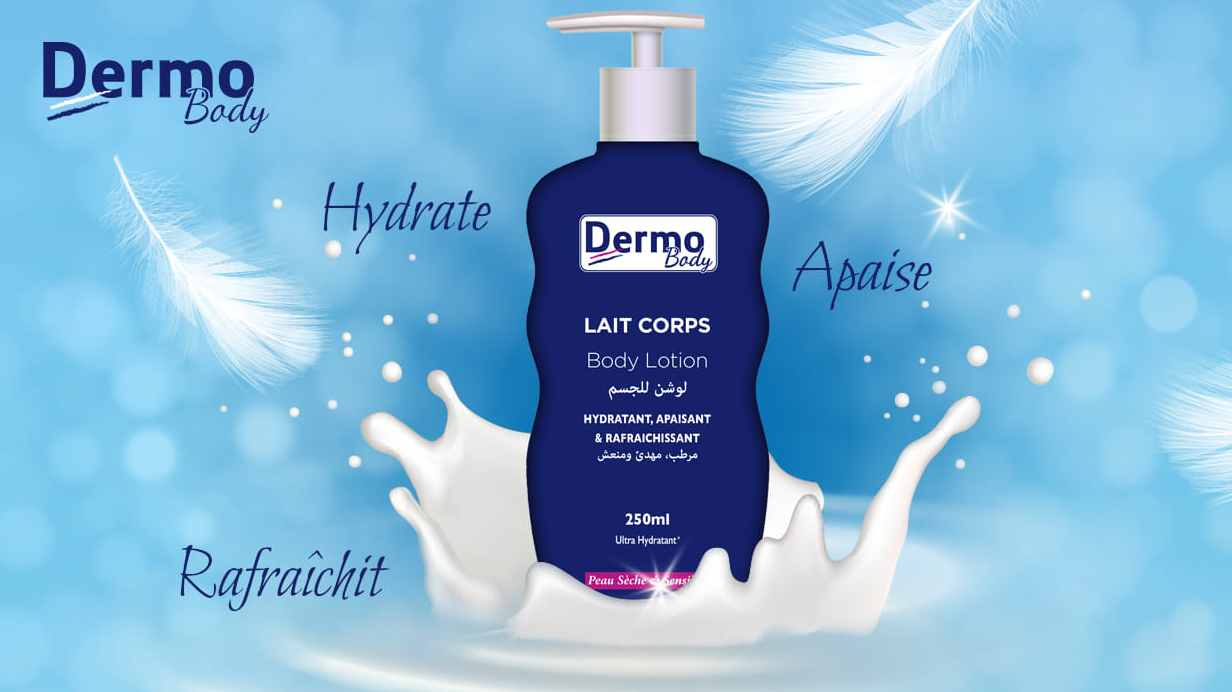 Dermo
Body
Hydrate
Apaise
Rafraîchit
Dermo
Body
LAIT CORPS
Body Lotion
لوشن للجسم
HYDRATANT, APAISANT
& RAFRAICHISSANT
مرطب، مهدئ ومنعش
250ml
Ultra Hydratant*
Peau Sèche et